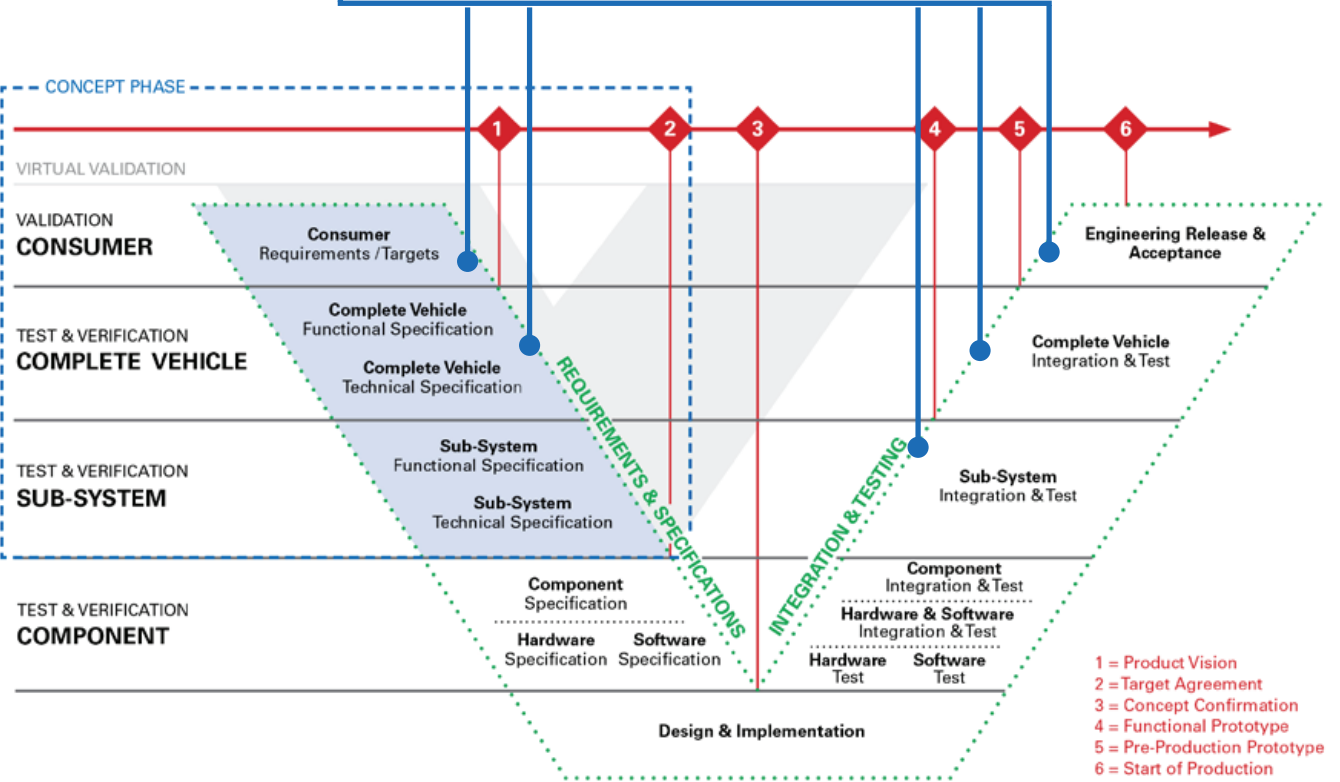 CONCEPT PHASE
1 2 3 4 5 6
VIRTUAL VALIDATION
VALIDATION
CONSUMER
Consumer
Requirements /Targets
Engineering Release &
Acceptance
TEST & VERIFICATION
COMPLETE VEHICLE
Complete Vehicle
Functional Specification
Complete Vehicle
Technical Specification
Complete Vehicle
Integration & Test
REQUIREMENTS & SPECIFICATIONS
INTEGRATION & TESTING
TEST & VERIFICATION
SUB-SYSTEM
Sub-System
Functional Specification
Sub-System
Technical Specification
Sub-System
Integration & Test
TEST & VERIFICATION
COMPONENT
Component
Specification
Hardware
Specification
Software
Specification
Component
Integration & Test
Hardware & Software
Integration & Test
Hardware
Test
Software
Test
Design & Implementation
1 = Product Vision
2 = Target Agreement
3 = Concept Confirmation
4 = Functional Prototype
5 = Pre-Production Prototype
6 = Start of Production